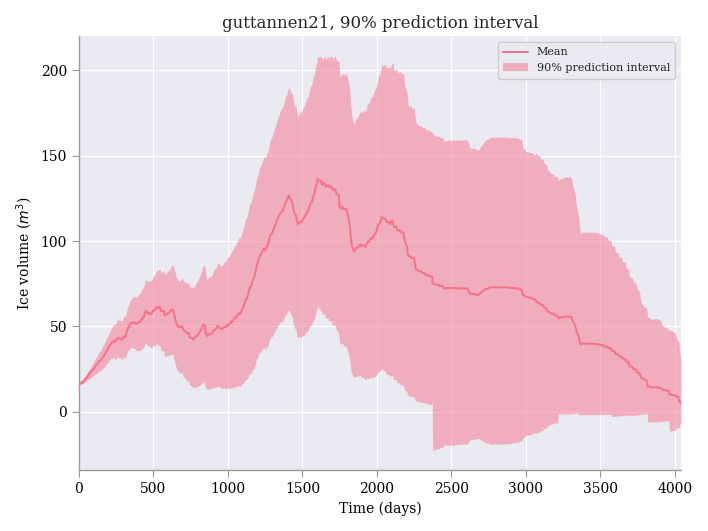 guttannen21, 90% prediction interval
Mean
90% prediction interval
200
150
100
50
0
Ice volume (m³)
0 500 1000 1500 2000 2500 3000 3500 4000
Time (days)